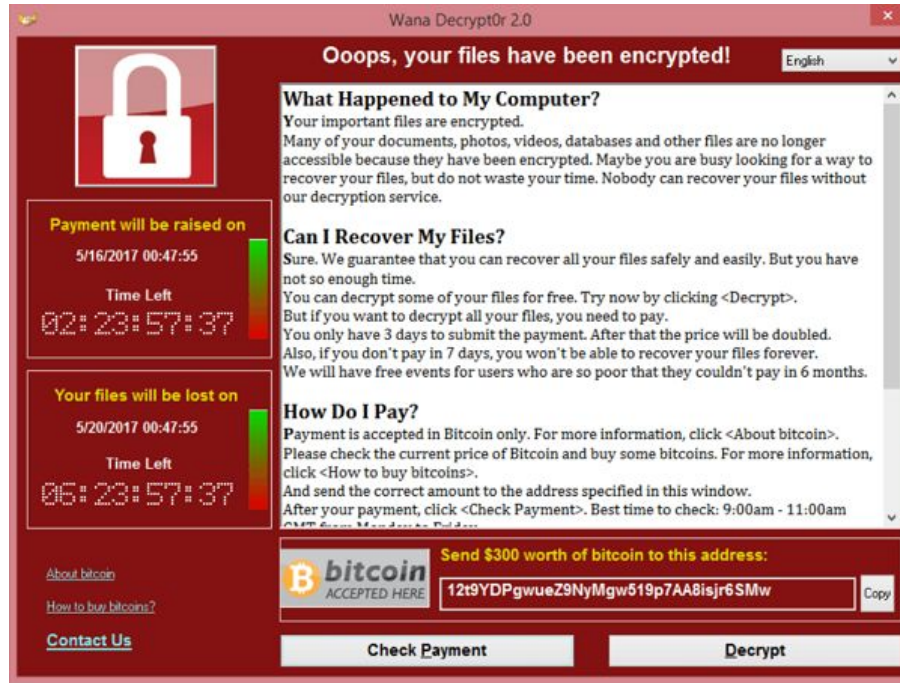 Wana Decrypt0r 2.0
Ooops, your files have been encrypted!
English
What Happened to My Computer?
Your important files are encrypted.
Many of your documents, photos, videos, databases and other files are no longer
accessible because they have been encrypted. Maybe you are busy looking for a way to
recover your files, but do not waste your time. Nobody can recover your files without
our decryption service.
Can I Recover My Files?
Sure. We guarantee that you can recover all your files safely and easily. But you have
not so enough time.
You can decrypt some of your files for free. Try now by clicking <Decrypt>.
But if you want to decrypt all your files, you need to pay.
You only have 3 days to submit the payment. After that the price will be doubled.
Also, if you don't pay in 7 days, you won't be able to recover your files forever.
We will have free events for users who are so poor that they couldn't pay in 6 months.
How Do I Pay?
Payment is accepted in Bitcoin only. For more information, click <About bitcoin>.
Please check the current price of Bitcoin and buy some bitcoins. For more information,
click <How to buy bitcoins>.
And send the correct amount to the address specified in this window.
After your payment, click <Check Payment>. Best time to check: 9:00am - 11:00am
GMT from Monday to Friday.
Payment will be raised on
5/16/2017 00:47:55
Time Left
02:23:57:37
Your files will be lost on
5/20/2017 00:47:55
Time Left
06:23:57:37
About bitcoin
How to buy bitcoins?
Contact Us
bitcoin
ACCEPTED HERE
Send $300 worth of bitcoin to this address:
12t9YDPgwueZ9NyMgw519p7AA8isjr6SMw
Copy
Check Payment
Decrypt